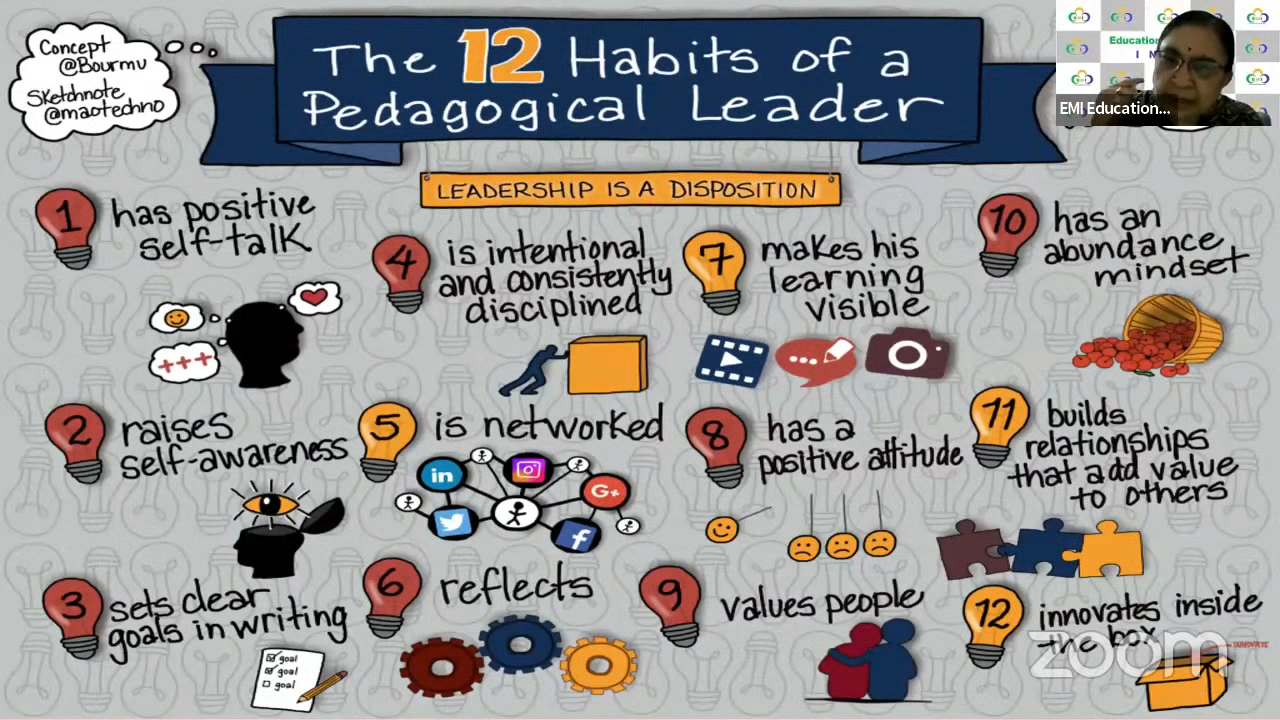 Concept
@Bourmu
Sketchnote
@maotechno
The 12 Habits of a
Pedagogical Leader
LEADERSHIP IS A DISPOSITION
Education
I N
EMI Education...
1
has positive
self-talk
+++
2
raises
self-awareness
3
sets clear
goals in writing
goal
goal
goal
4
is intentional
and consistently
disciplined
5
is networked
in
G+
f
6
reflects
7
makes his
learning
visible
8
has a
positive attitude
9
values people
10
has an
abundance
mindset
11
builds
relationships
that add value
to others
12
innovates inside
the box
zoom